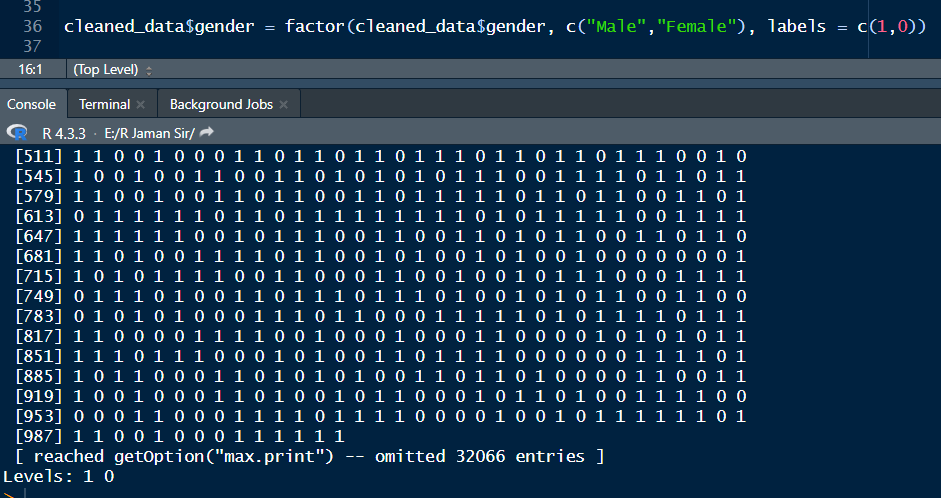 35
36 cleaned_data$gender = factor(cleaned_data$gender, c("Male","Female"), labels = c(1,0))
37
16:1 (Top Level)
Console Terminal Background Jobs
R 4.3.3 · E:/R Jaman Sir/
[511] 1 1 0 0 1 0 0 0 1 1 0 1 1 0 1 1 0 1 1 1 0 1 1 0 1 1 0 1 1 1 0 0 1 0
[545] 1 0 0 1 0 0 1 1 0 0 1 1 0 1 0 1 0 1 0 1 1 1 0 0 1 1 1 1 0 1 1 0 1 1
[579] 1 1 0 0 1 0 0 1 1 0 1 1 0 0 1 1 0 1 1 1 1 1 0 1 1 0 1 1 0 0 1 1 0 1
[613] 0 1 1 1 1 1 1 0 1 1 0 1 1 1 1 1 1 1 1 1 0 1 0 1 1 1 1 1 0 0 1 1 1 1
[647] 1 1 1 1 1 1 0 0 1 0 1 1 1 0 0 1 1 0 0 1 1 0 1 0 1 1 0 0 1 1 0 1 1 0
[681] 1 1 0 1 0 0 1 1 1 1 0 1 1 0 0 1 0 1 0 0 1 0 1 0 0 1 0 0 0 0 0 0 0 1
[715] 1 0 1 0 1 1 1 1 0 0 1 1 0 0 0 1 1 0 0 1 0 0 1 0 1 1 1 0 0 0 1 1 1 1
[749] 0 1 1 1 0 1 0 0 1 1 0 1 1 1 0 1 1 1 0 1 0 0 1 0 1 0 1 1 0 0 1 1 0 0
[783] 0 1 0 1 0 1 0 0 0 1 1 1 0 1 1 0 0 0 1 1 1 1 1 0 1 0 1 1 1 1 0 1 1 1
[817] 1 1 0 0 0 0 1 1 1 1 0 0 1 0 0 0 1 0 0 0 1 1 0 0 0 0 1 0 1 0 1 0 1 1
[851] 1 1 1 0 1 1 1 0 0 0 1 0 1 0 0 1 1 0 1 1 1 1 0 0 0 0 0 0 1 1 1 1 0 1
[885] 1 0 1 1 0 0 0 1 1 0 1 0 1 0 1 0 0 1 1 0 1 1 0 1 0 0 0 0 1 1 0 0 1 1
[919] 1 0 0 1 0 0 0 1 1 0 1 0 0 1 0 1 1 0 0 0 1 0 1 1 0 1 0 0 1 1 1 1 0 0
[953] 0 0 0 1 1 0 0 0 1 1 1 1 0 1 1 1 1 0 0 0 0 1 0 0 1 0 1 1 1 1 1 1 0 1
[987] 1 1 0 0 1 0 0 0 1 1 1 1 1 1
[ reached getOption("max.print") -- omitted 32066 entries ]
Levels: 1 0
>